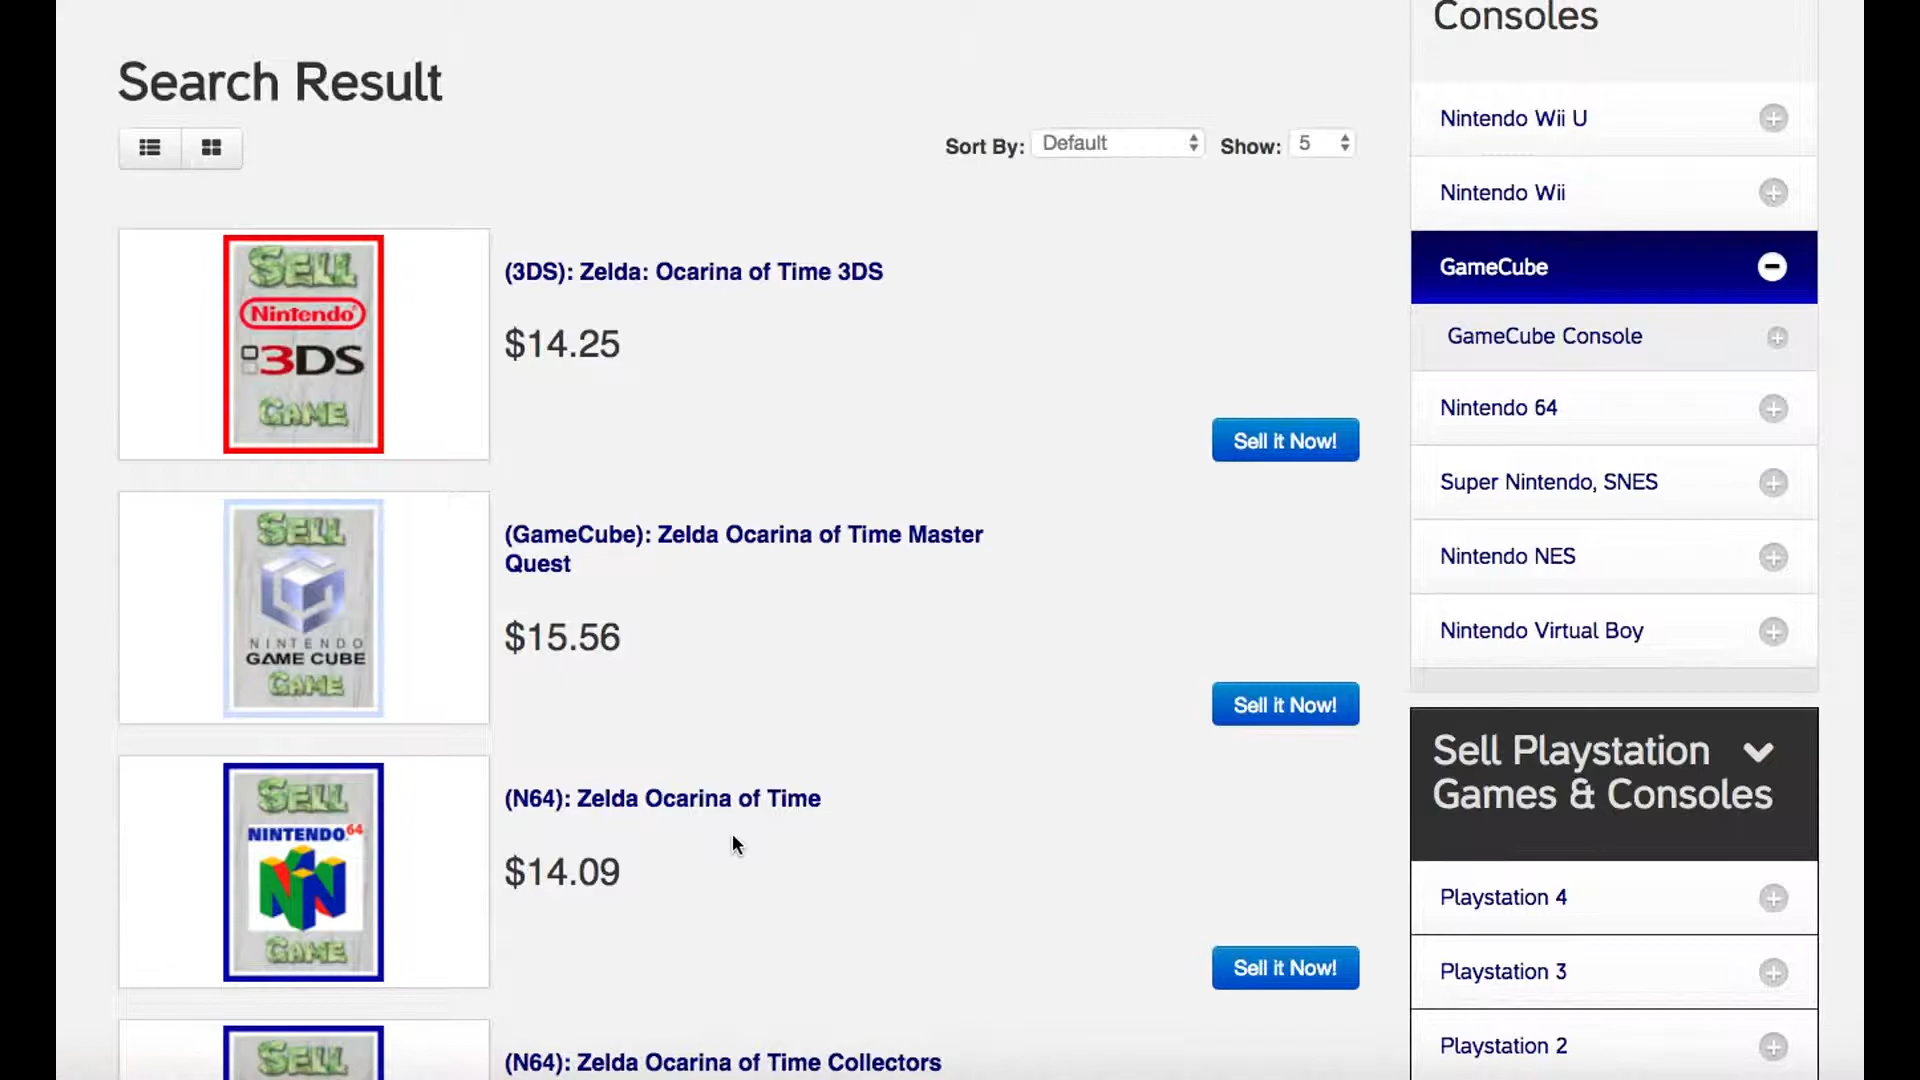 Search Result
Sort By: Default Show: 5
SELL
Nintendo
3DS
GAME
(3DS): Zelda: Ocarina of Time 3DS
$14.25
Sell it Now!
SELL
NINTENDO
GAME CUBE
GAME
(GameCube): Zelda Ocarina of Time Master
Quest
$15.56
Sell it Now!
SELL
NINTENDO 64
GAME
(N64): Zelda Ocarina of Time
$14.09
Sell it Now!
SELL
(N64): Zelda Ocarina of Time Collectors
Consoles
Nintendo Wii U
Nintendo Wii
GameCube
GameCube Console
Nintendo 64
Super Nintendo, SNES
Nintendo NES
Nintendo Virtual Boy
Sell Playstation
Games & Consoles
Playstation 4
Playstation 3
Playstation 2